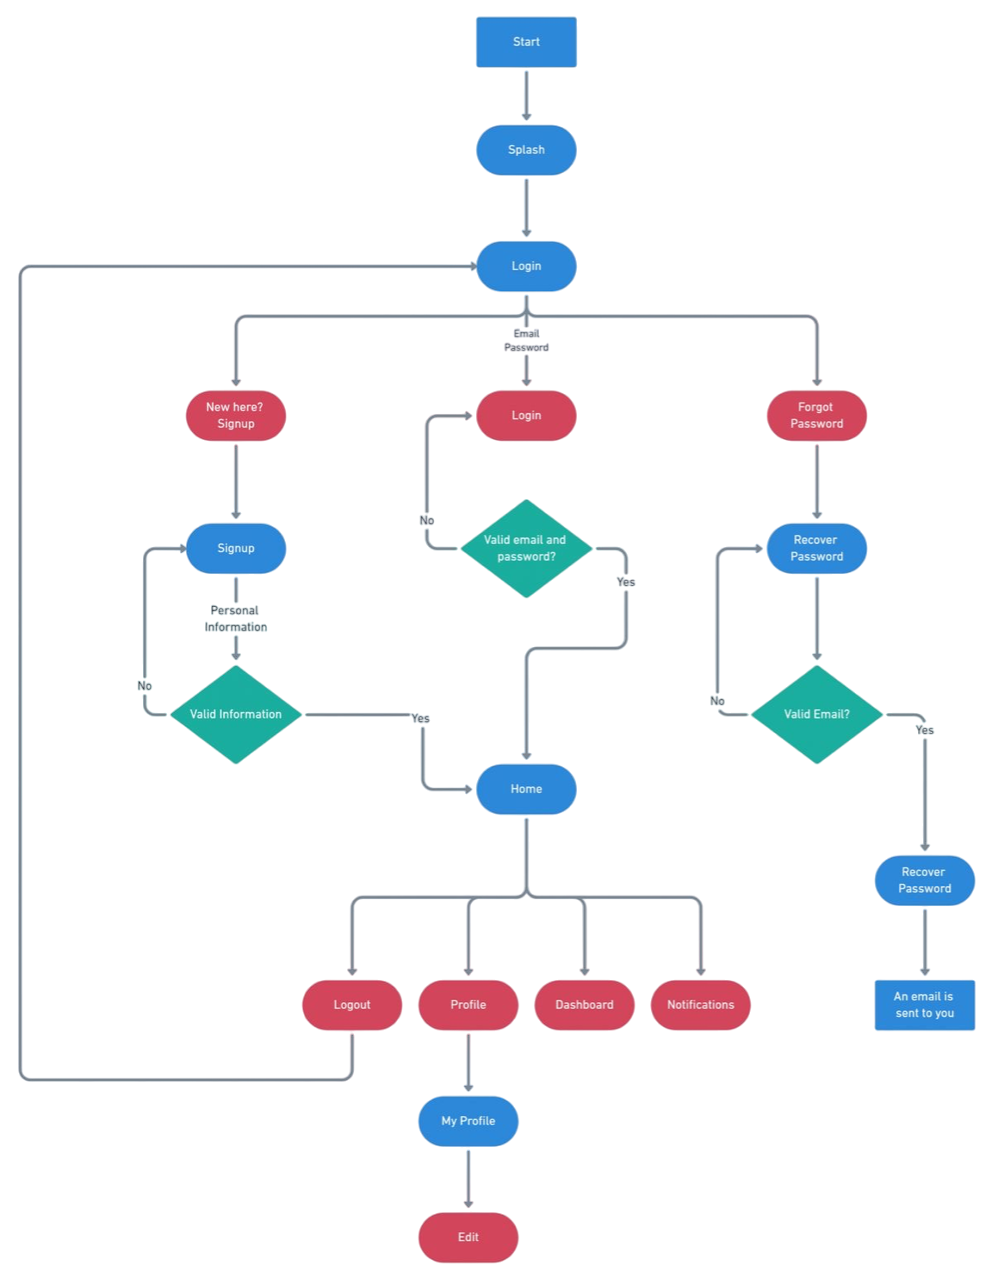 Start
Splash
Login
Email
Password
New here?
Signup
Login
Forgot
Password
No
Valid email and
password?
Yes
Signup
Recover
Password
Personal
Information
No
Valid Information
Yes
No
Valid Email?
Yes
Home
Recover
Password
Logout
Profile
Dashboard
Notifications
An email is
sent to you
My Profile
Edit